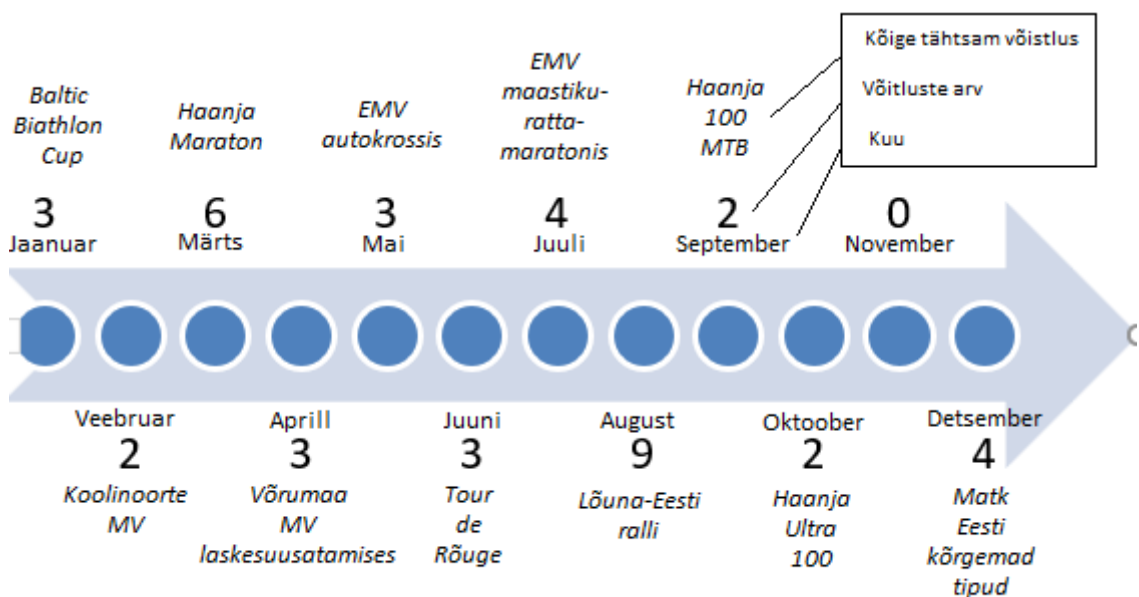 Kõige tähtsam võistlus
Võitluste arv
Kuu
Baltic
Biathlon
Cup
3
Jaanuar
Haanja
Maraton
6
Märts
EMV
autokrossis
3
Mai
EMV
maastiku-
ratta-
maratonis
4
Juuli
Haanja
100
MTB
2
September
0
November
Veebruar
2
Koolinoorte
MV
Aprill
3
Võrumaa
MV
laskesuusatamises
Juuni
3
Tour
de
Rõuge
August
9
Lõuna-Eesti
ralli
Oktoober
2
Haanja
Ultra
100
Detsember
4
Matk
Eesti
kõrgemad
tipud